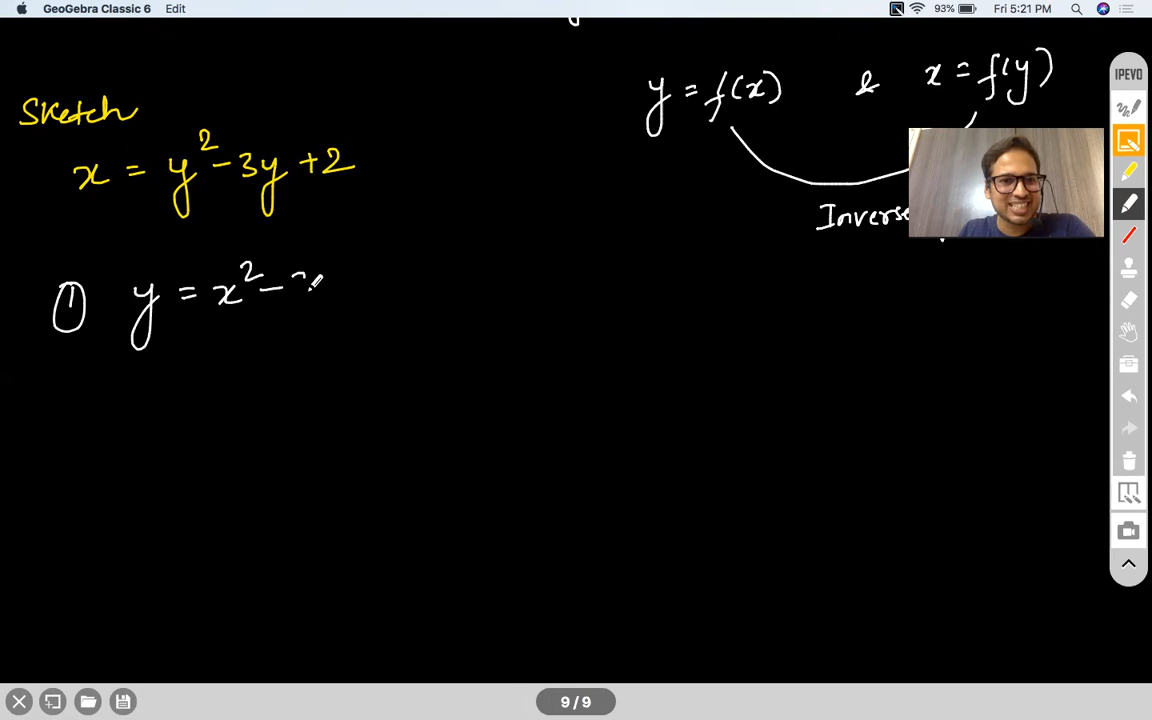 GeoGebra Classic 6 Edit 93% Fri 5:21 PM
y = f(x) & x = f(y)
IPEVO
Sketch
x = y² - 3y + 2
Inverse
① y = x² -
9 / 9